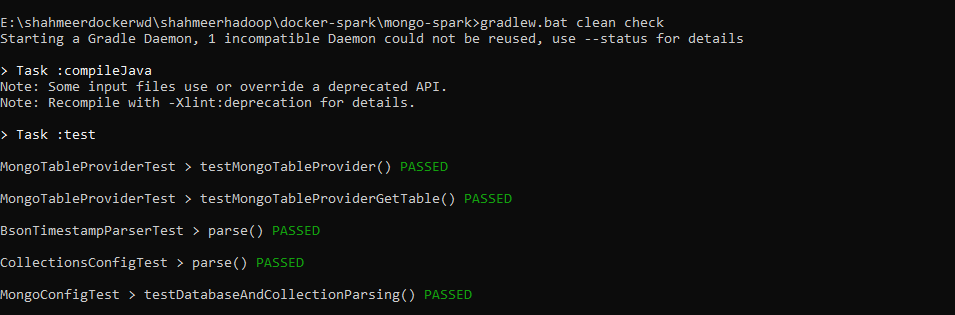 E:\shahmeerdockerwd\shahmeerhadoop\docker-spark\mongo-spark>gradlew.bat clean check
Starting a Gradle Daemon, 1 incompatible Daemon could not be reused, use --status for details
> Task :compileJava
Note: Some input files use or override a deprecated API.
Note: Recompile with -Xlint:deprecation for details.
> Task :test
MongoTableProviderTest > testMongoTableProvider() PASSED
MongoTableProviderTest > testMongoTableProviderGetTable() PASSED
BsonTimestampParserTest > parse() PASSED
CollectionsConfigTest > parse() PASSED
MongoConfigTest > testDatabaseAndCollectionParsing() PASSED